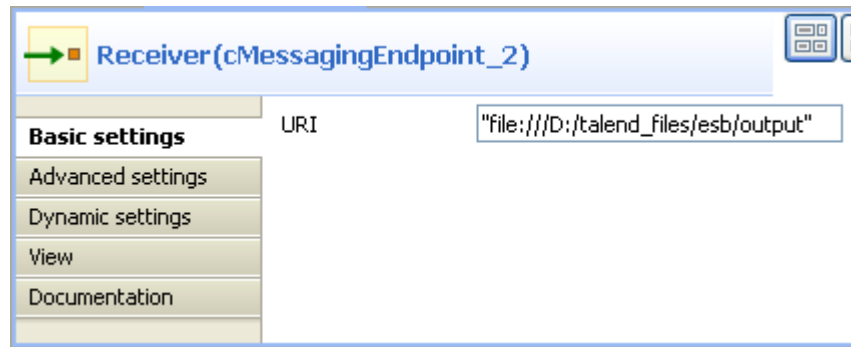 Receiver(cMessagingEndpoint_2)
Basic settings
URI
"file:///D:/talend_files/esb/output"
Advanced settings
Dynamic settings
View
Documentation